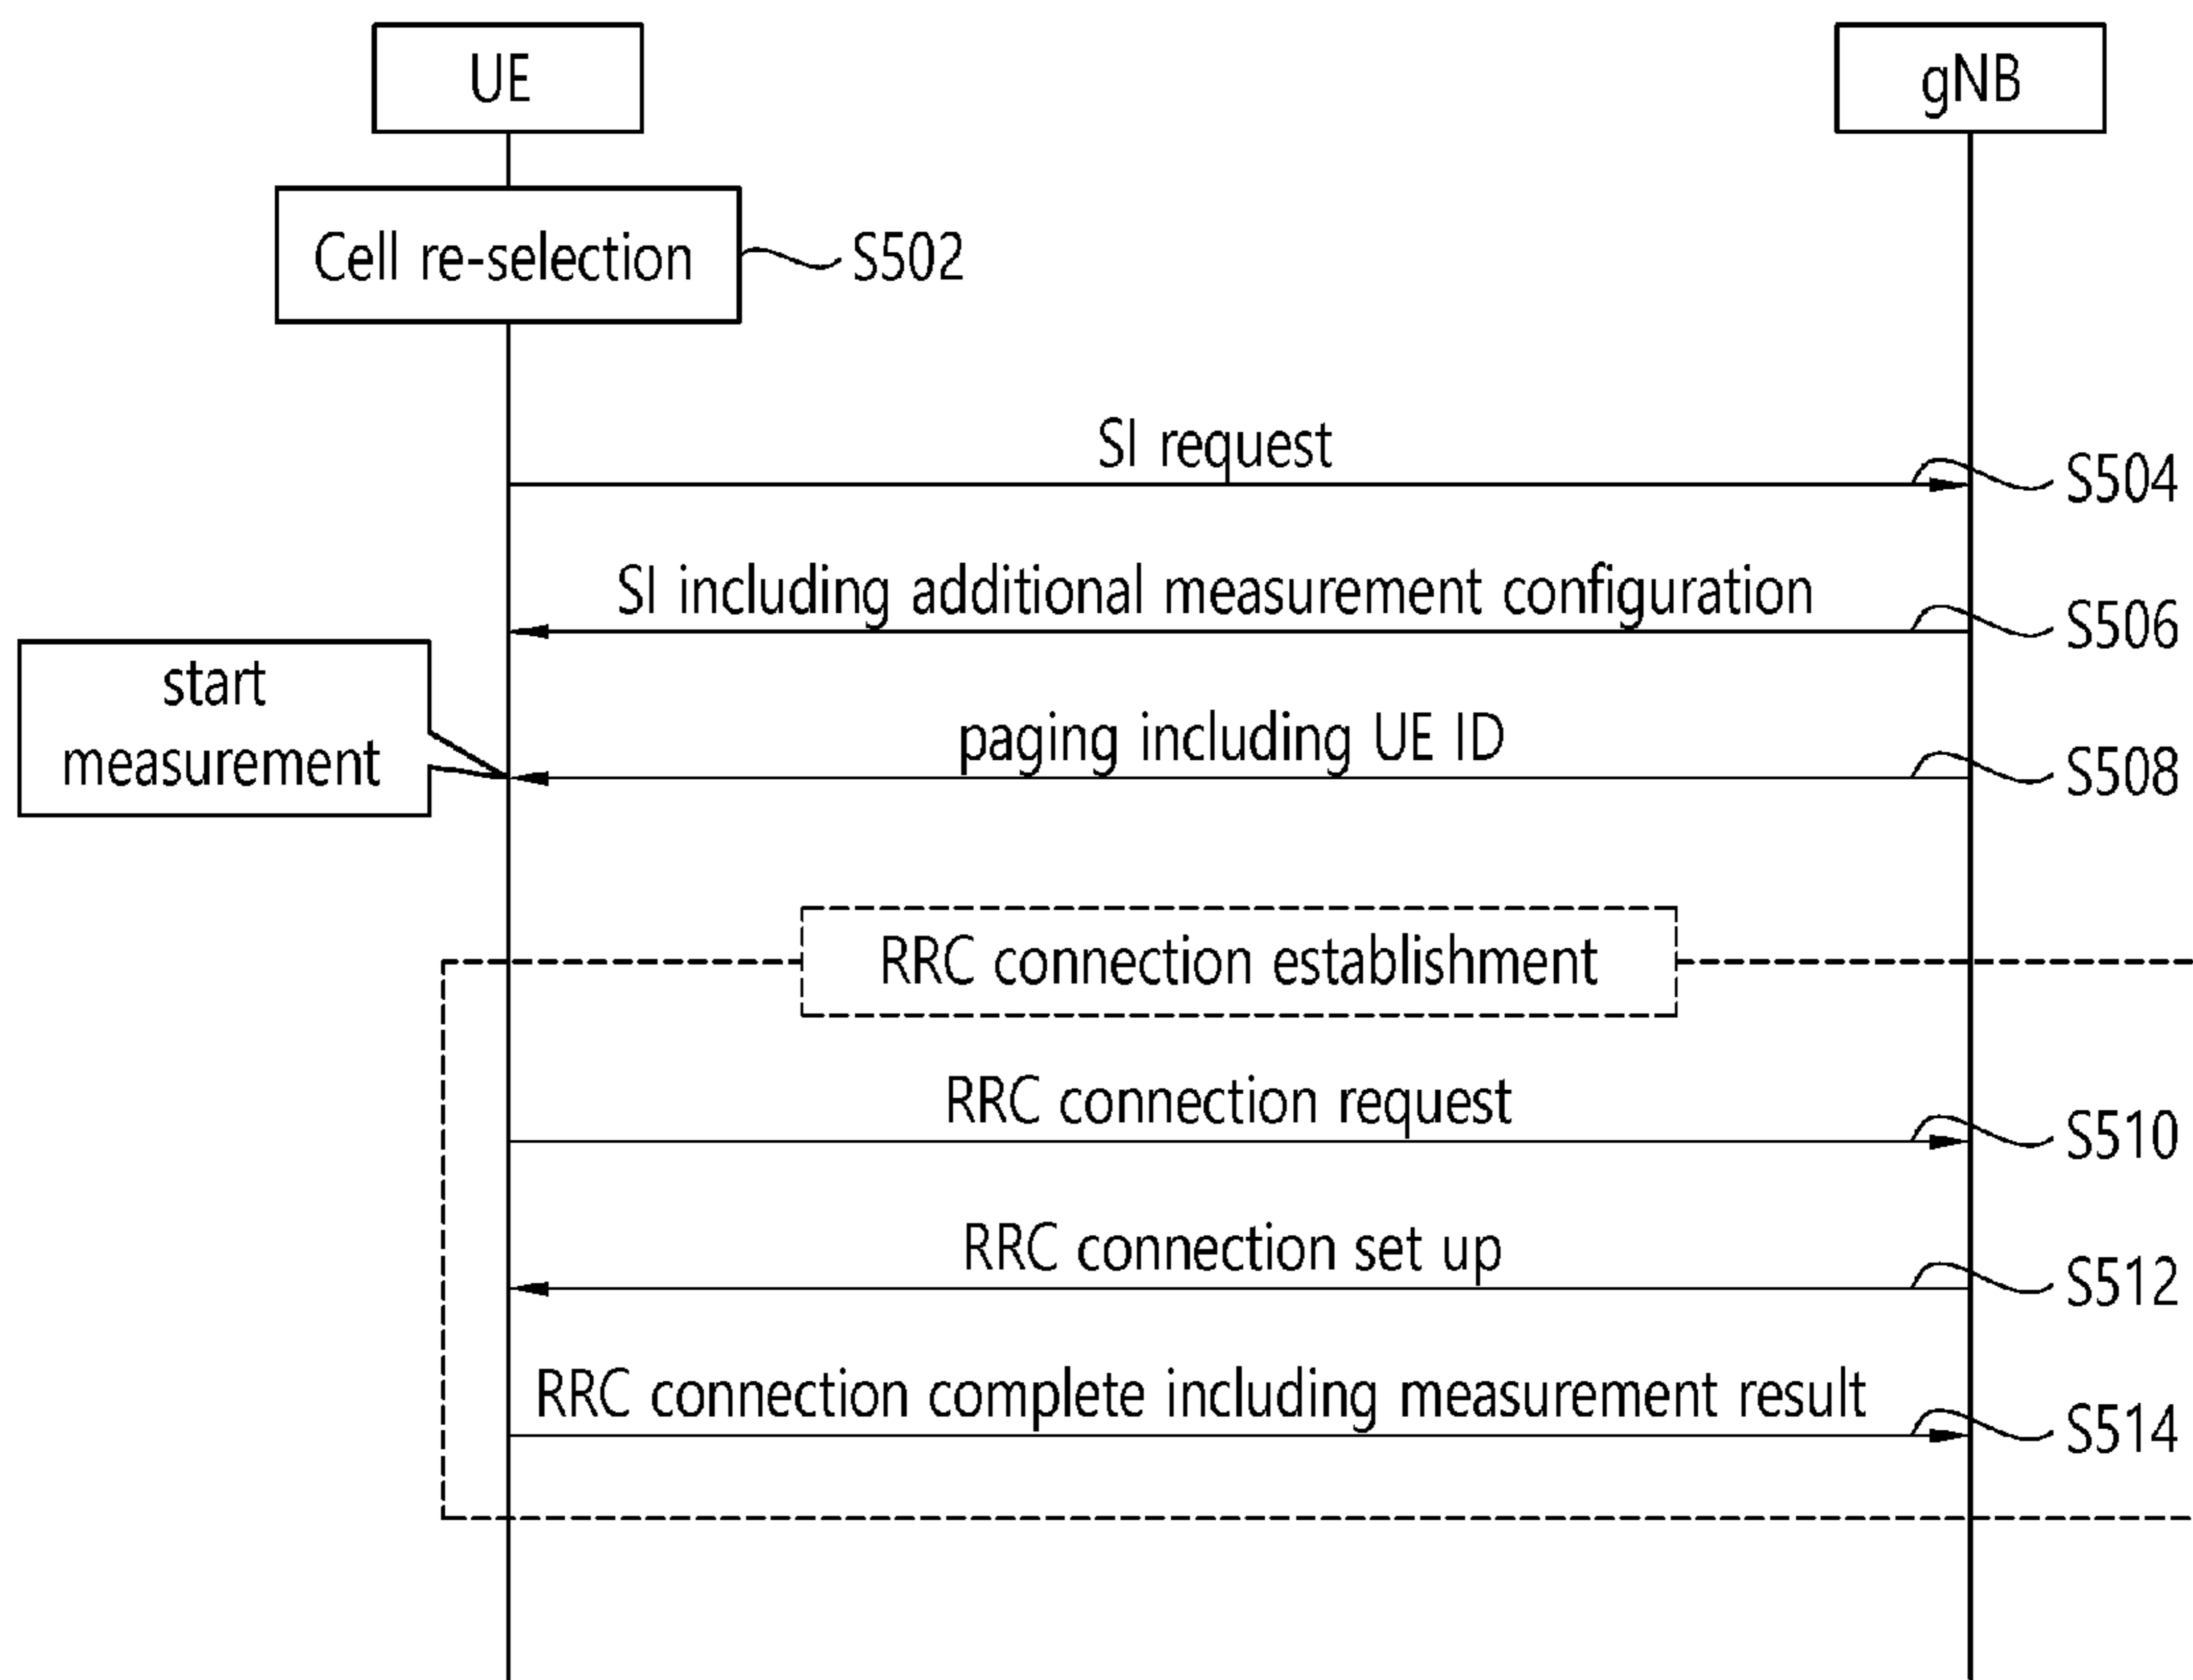 UE
gNB
Cell re-selection
S502
SI request
S504
SI including additional measurement configuration
S506
start
measurement
paging including UE ID
S508
RRC connection establishment
RRC connection request
S510
RRC connection set up
S512
RRC connection complete including measurement result
S514